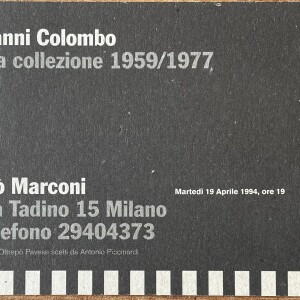 anni Colombo
a collezione 1959/1977
ò Marconi
Martedì 19 Aprile 1994, ore 19
Tadino 15 Milano
efono 29404373
Oltrepò Pavese scelti da Antonio Piccinardi